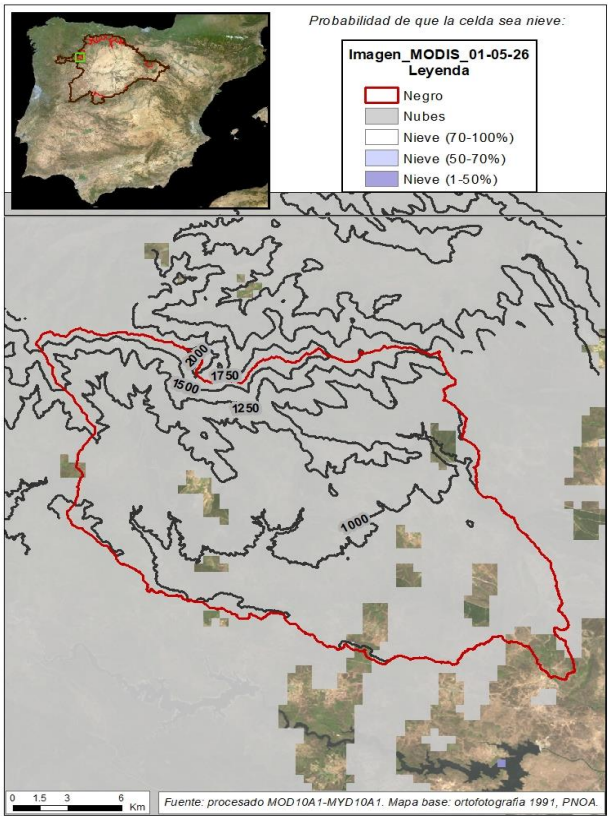 Probabilidad de que la celda sea nieve:
Imagen_MODIS_01-05-26
Leyenda
Negro
Nubes
Nieve (70-100%)
Nieve (50-70%)
Nieve (1-50%)
2000
1750
1500
1250
1000
0 1.5 3 6
Km
Fuente: procesado MOD10A1-MYD10A1. Mapa base: ortofotografía 1991, PNOA.